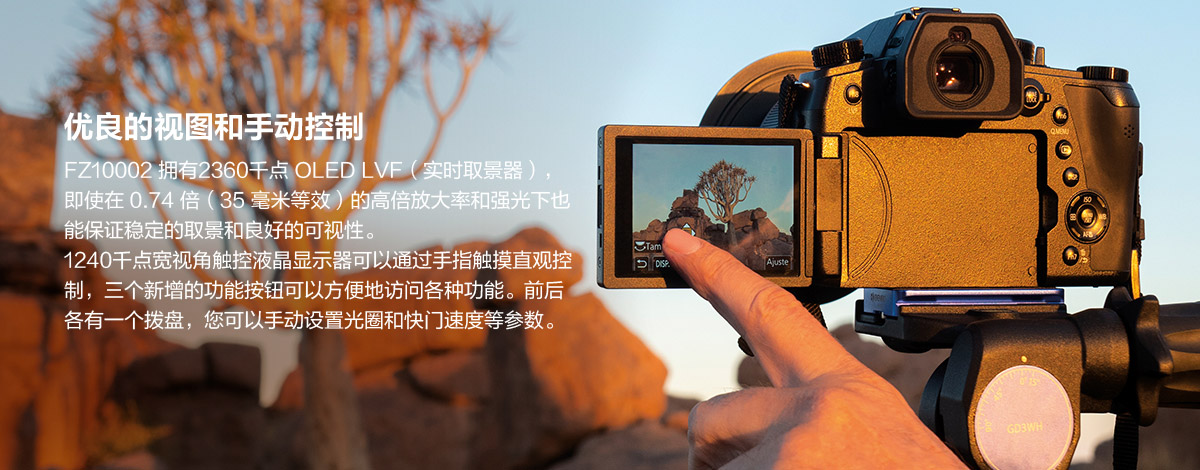 优良的视图和手动控制
FZ10002 拥有2360千点 OLED LVF（实时取景器），
即使在 0.74 倍（35 毫米等效）的高倍放大率和强光下也
能保证稳定的取景和良好的可视性。
1240千点宽视角触控液晶显示器可以通过手指触摸直观控
制，三个新增的功能按钮可以方便地访问各种功能。前后
各有一个拨盘，您可以手动设置光圈和快门速度等参数。
Tam
DISP.
Ajuste
Q.MENU
ISO
WB
GD3WH